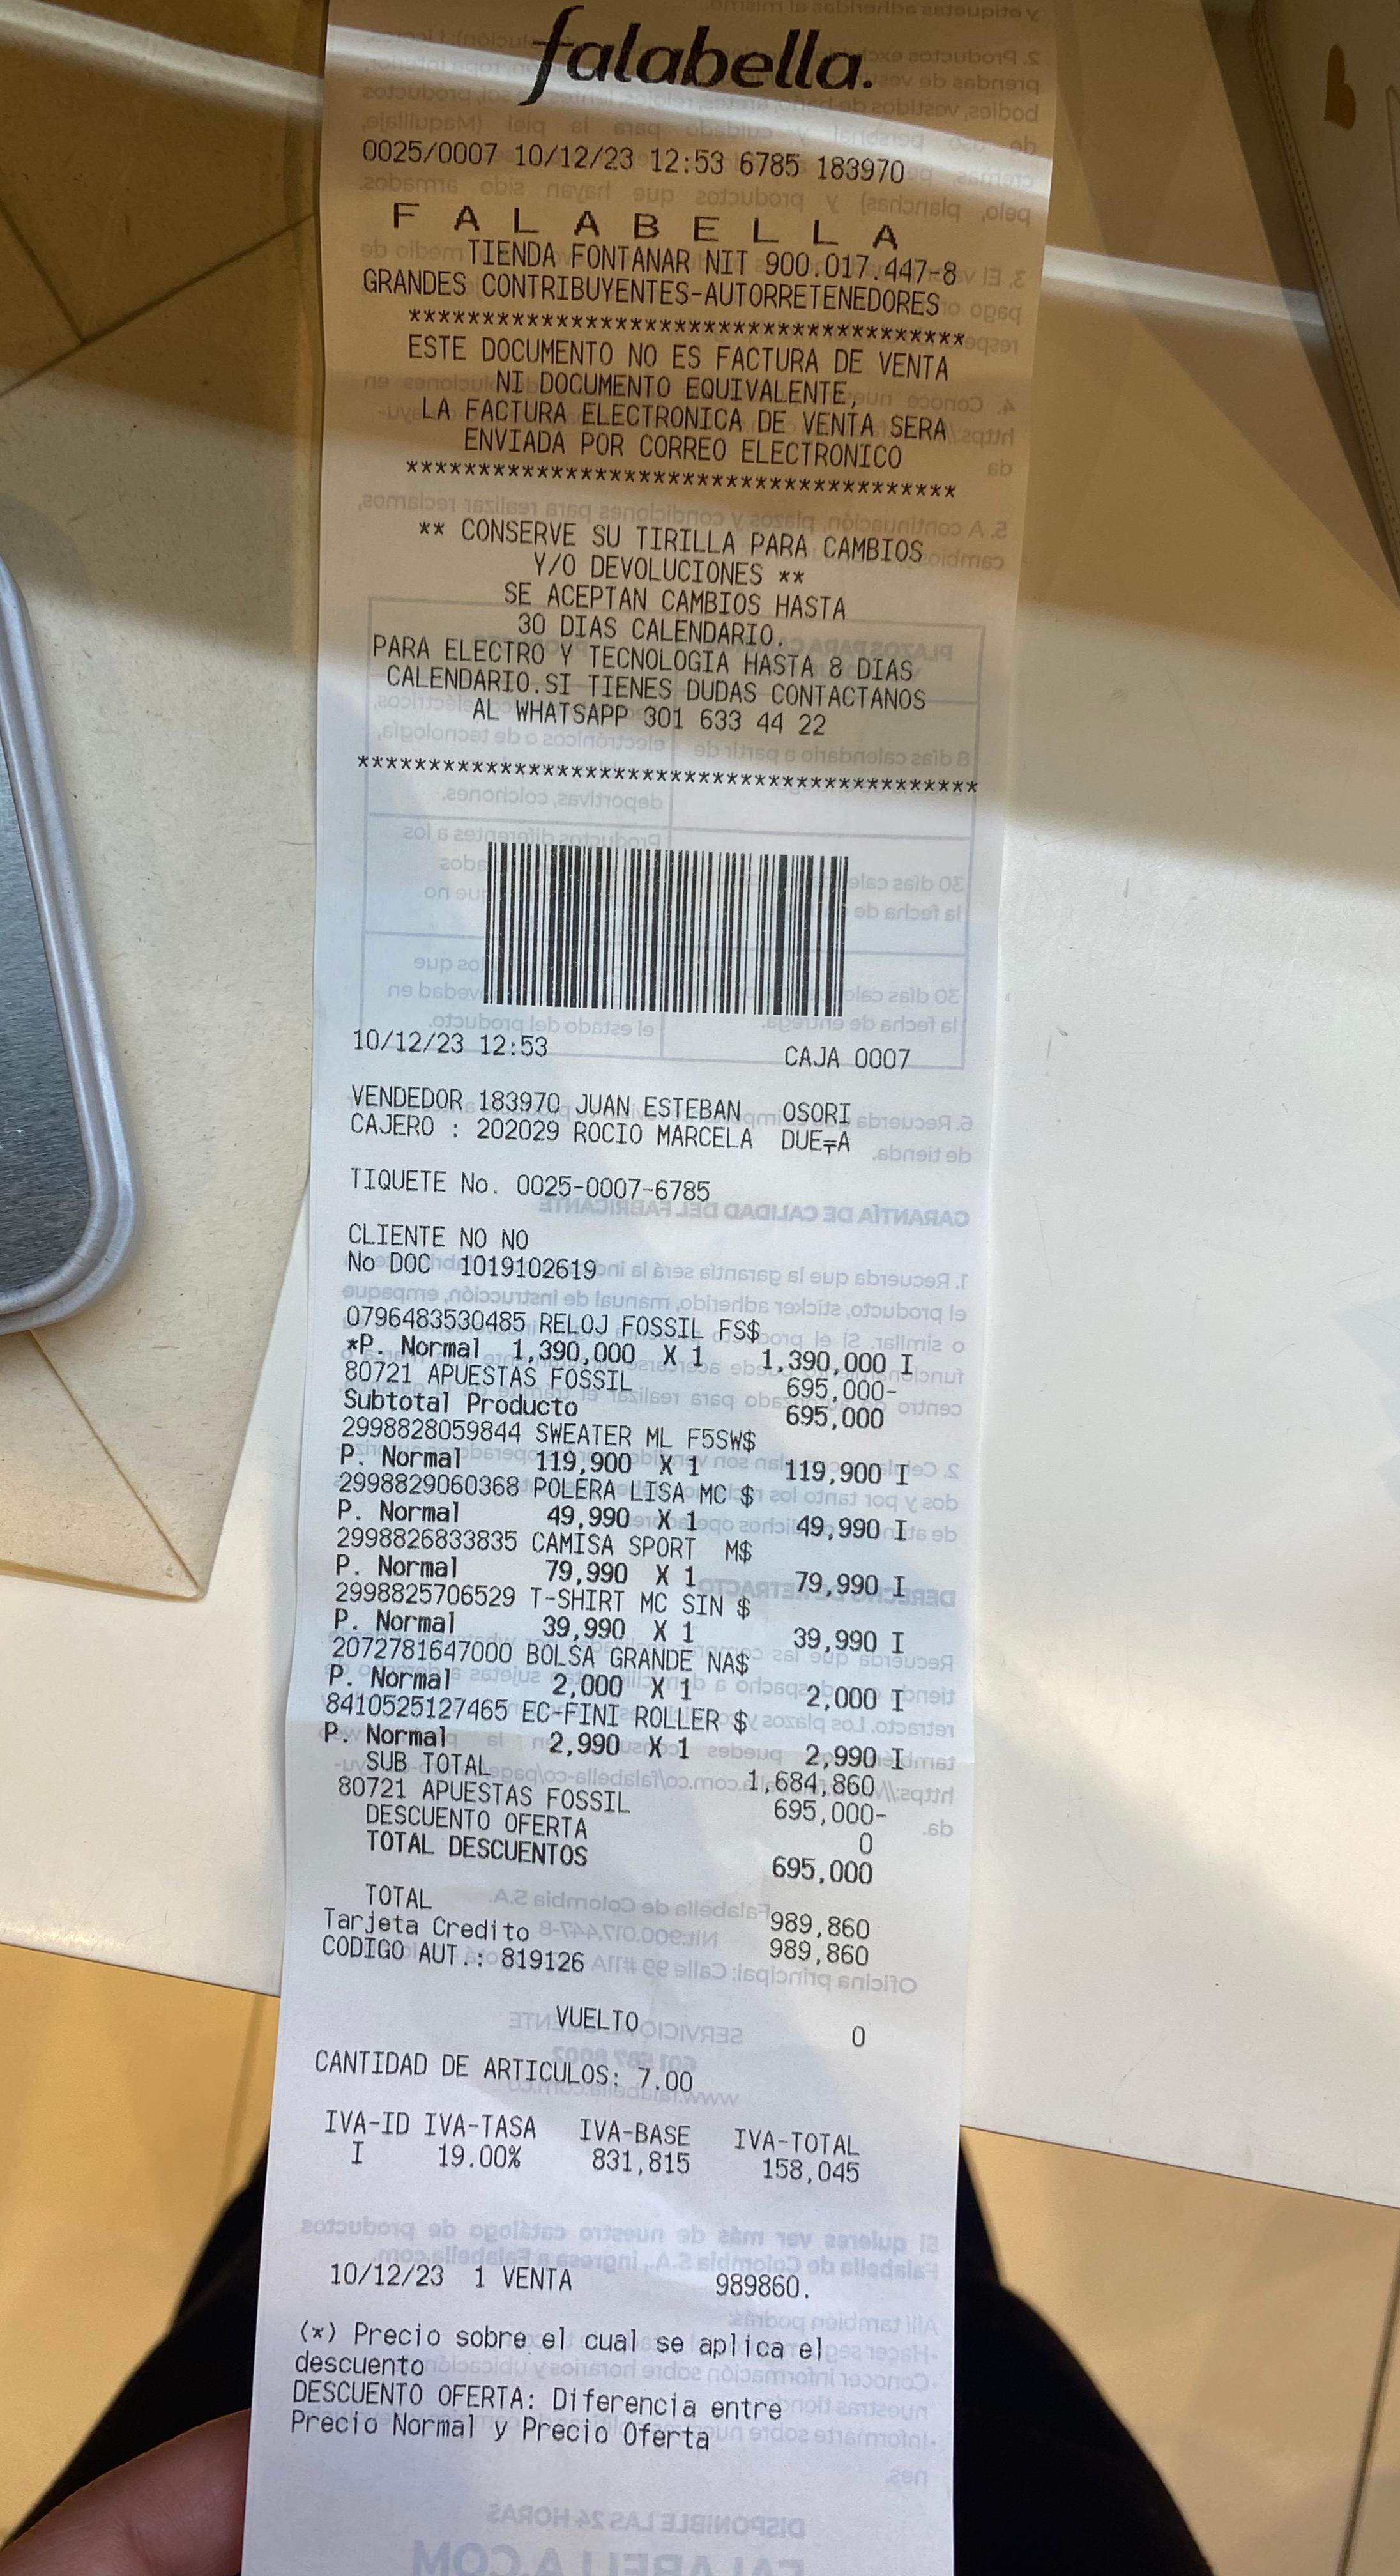 falabella.
0025/0007 10/12/23 12:53 6785 183970
F A L A B E L L A
TIENDA FONTANAR NIT 900.017.447-8
GRANDES CONTRIBUYENTES-AUTORRETENEDORES
**************************************
ESTE DOCUMENTO NO ES FACTURA DE VENTA
NI DOCUMENTO EQUIVALENTE,
LA FACTURA ELECTRONICA DE VENTA SERA
ENVIADA POR CORREO ELECTRONICO
**************************************
** CONSERVE SU TIRILLA PARA CAMBIOS
Y/O DEVOLUCIONES **
SE ACEPTAN CAMBIOS HASTA
30 DIAS CALENDARIO.
PARA ELECTRO Y TECNOLOGIA HASTA 8 DIAS
CALENDARIO.SI TIENES DUDAS CONTACTANOS
AL WHATSAPP 301 633 44 22
********************************************
10/12/23 12:53 CAJA 0007
VENDEDOR 183970 JUAN ESTEBAN OSORI
CAJERO : 202029 ROCIO MARCELA DUE╤A
TIQUETE No. 0025-0007-6785
CLIENTE NO NO
No DOC 1019102619
0796483530485 RELOJ FOSSIL FS$
*P. Normal 1,390,000 X 1 1,390,000 I
80721 APUESTAS FOSSIL 695,000-
Subtotal Producto 695,000
2998828059844 SWEATER ML F5SW$
P. Normal 119,900 X 1 119,900 I
2998829060368 POLERA LISA MC $
P. Normal 49,990 X 1 49,990 I
2998826833835 CAMISA SPORT M$
P. Normal 79,990 X 1 79,990 I
2998825706529 T-SHIRT MC SIN $
P. Normal 39,990 X 1 39,990 I
2072781647000 BOLSA GRANDE NA$
P. Normal 2,000 X 1 2,000 I
8410525127465 EC-FINI ROLLER $
P. Normal 2,990 X 1 2,990 I
SUB TOTAL 1,684,860
80721 APUESTAS FOSSIL 695,000-
DESCUENTO OFERTA 0
TOTAL DESCUENTOS 695,000
TOTAL 989,860
Tarjeta Credito 989,860
CODIGO AUT.: 819126
VUELTO 0
CANTIDAD DE ARTICULOS: 7.00
IVA-ID IVA-TASA IVA-BASE IVA-TOTAL
I 19.00% 831,815 158,045
10/12/23 1 VENTA 989860.
(*) Precio sobre el cual se aplica el
descuento
DESCUENTO OFERTA: Diferencia entre
Precio Normal y Precio Oferta